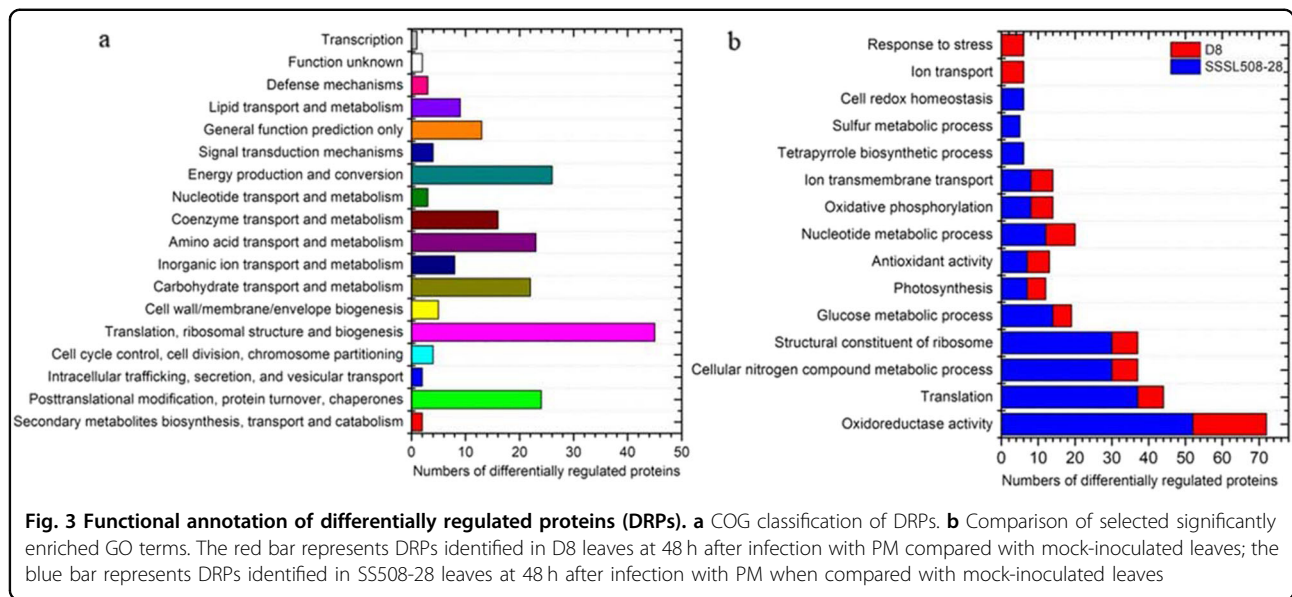 a
Transcription
Function unknown
Defense mechanisms
Lipid transport and metabolism
General function prediction only
Signal transduction mechanisms
Energy production and conversion
Nucleotide transport and metabolism
Coenzyme transport and metabolism
Amino acid transport and metabolism
Inorganic ion transport and metabolism
Carbohydrate transport and metabolism
Cell wall/membrane/envelope biogenesis
Translation, ribosomal structure and biogenesis
Cell cycle control, cell division, chromosome partitioning
Intracellular trafficking, secretion, and vesicular transport
Posttranslational modification, protein turnover, chaperones
Secondary metabolites biosynthesis, transport and catabolism
0 10 20 30 40 50
Numbers of differentially regulated proteins
b
D8
SSSL508-28
Response to stress
Ion transport
Cell redox homeostasis
Sulfur metabolic process
Tetrapyrrole biosynthetic process
Ion transmembrane transport
Oxidative phosphorylation
Nucleotide metabolic process
Antioxidant activity
Photosynthesis
Glucose metabolic process
Structural constituent of ribosome
Cellular nitrogen compound metabolic process
Translation
Oxidoreductase activity
0 10 20 30 40 50 60 70
Numbers of differentially regulated proteins
Fig. 3 Functional annotation of differentially regulated proteins (DRPs). a COG classification of DRPs. b Comparison of selected significantly
enriched GO terms. The red bar represents DRPs identified in D8 leaves at 48 h after infection with PM compared with mock-inoculated leaves; the
blue bar represents DRPs identified in SS508-28 leaves at 48 h after infection with PM when compared with mock-inoculated leaves